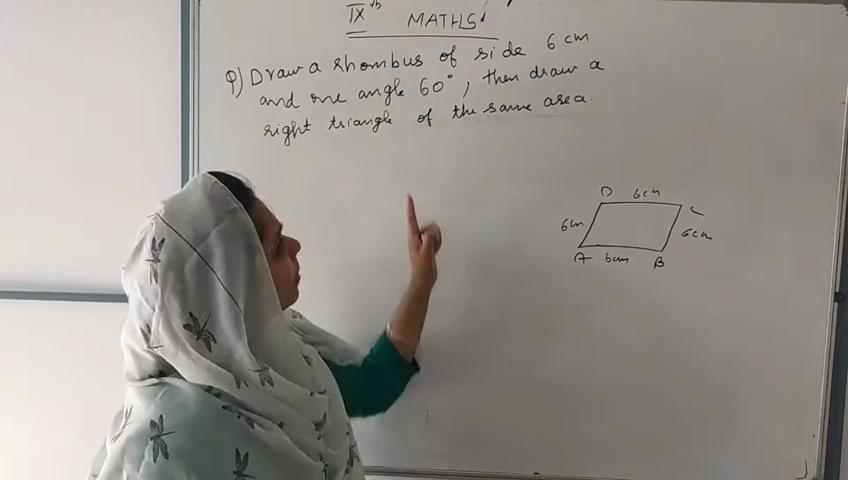 IXth MATHS
Q) Draw a rhombus of side 6 cm
and one angle 60°, then draw a
right triangle of the same area.
D 6cm C
6cm 6cm
A 6cm B